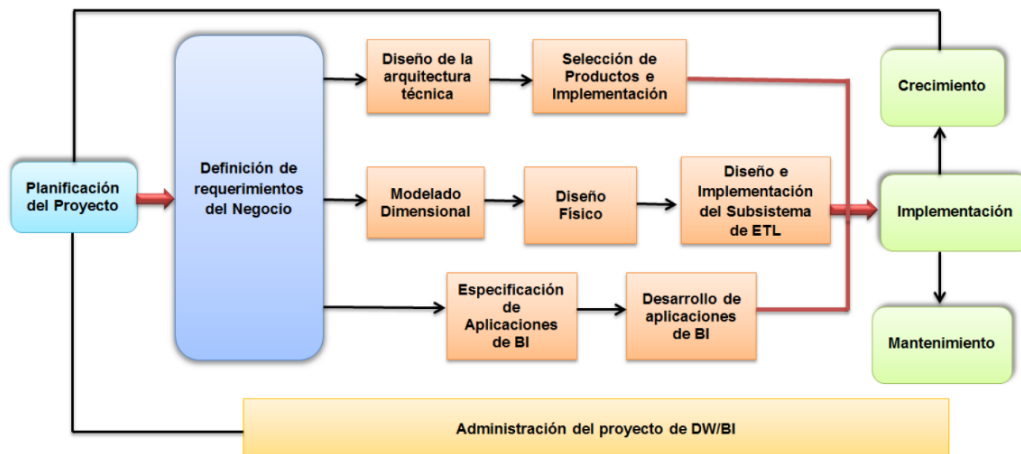 Planificación
del Proyecto
Definición de
requerimientos
del Negocio
Diseño de la
arquitectura
técnica
Selección de
Productos e
Implementación
Modelado
Dimensional
Diseño
Físico
Diseño e
Implementación
del Subsistema
de ETL
Especificación
de
Aplicaciones
de BI
Desarrollo de
aplicaciones
de BI
Crecimiento
Implementación
Mantenimiento
Administración del proyecto de DW/BI